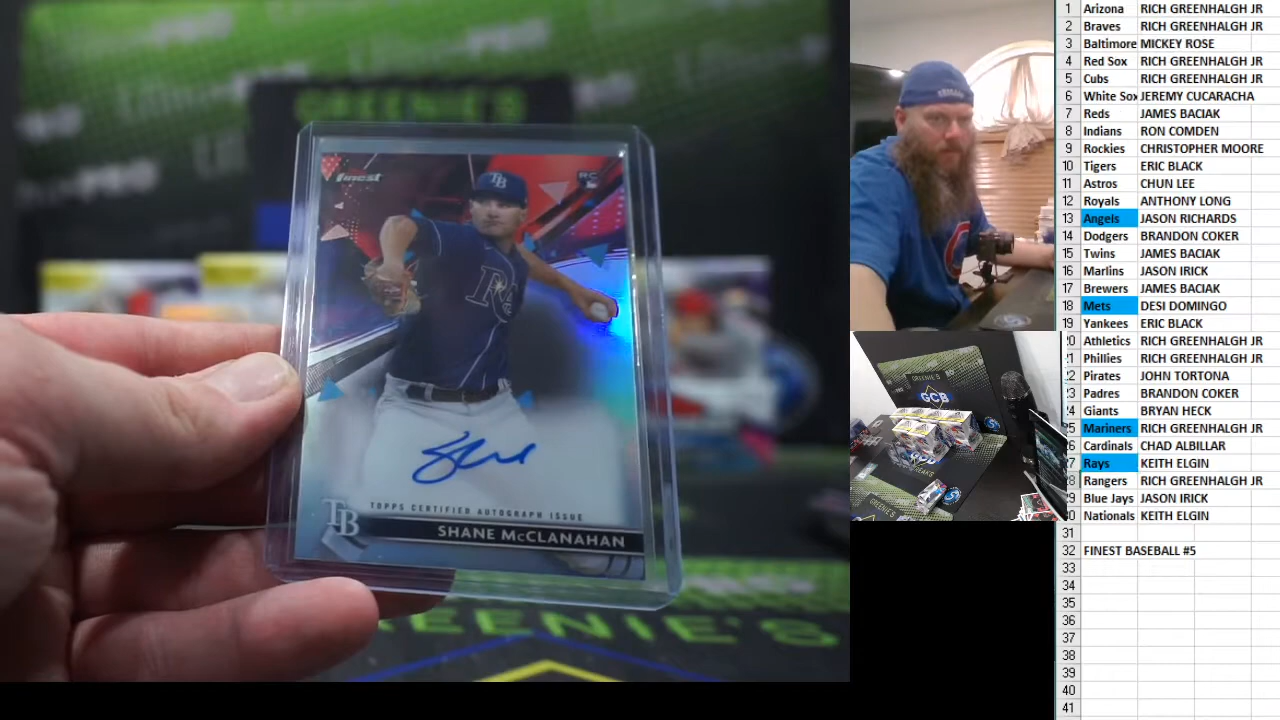 GREENIE'S
finest
RC
TB
R
TOPPS CERTIFIED AUTOGRAPH ISSUE
TB
SHANE McCLANAHAN
GREENIE'S
GREENIE'S
GCB
GCB
1 Arizona RICH GREENHALGH JR
2 Braves RICH GREENHALGH JR
3 Baltimore MICKEY ROSE
4 Red Sox RICH GREENHALGH JR
5 Cubs RICH GREENHALGH JR
6 White Sox JEREMY CUCARACHA
7 Reds JAMES BACIAK
8 Indians RON COMDEN
9 Rockies CHRISTOPHER MOORE
10 Tigers ERIC BLACK
11 Astros CHUN LEE
12 Royals ANTHONY LONG
13 Angels JASON RICHARDS
14 Dodgers BRANDON COKER
15 Twins JAMES BACIAK
16 Marlins JASON IRICK
17 Brewers JAMES BACIAK
18 Mets DESI DOMINGO
19 Yankees ERIC BLACK
20 Athletics RICH GREENHALGH JR
21 Phillies RICH GREENHALGH JR
22 Pirates JOHN TORTONA
23 Padres BRANDON COKER
24 Giants BRYAN HECK
25 Mariners RICH GREENHALGH JR
26 Cardinals CHAD ALBILLAR
27 Rays KEITH ELGIN
28 Rangers RICH GREENHALGH JR
29 Blue Jays JASON IRICK
30 Nationals KEITH ELGIN
31
32 FINEST BASEBALL #5
33
34
35
36
37
38
39
40
41